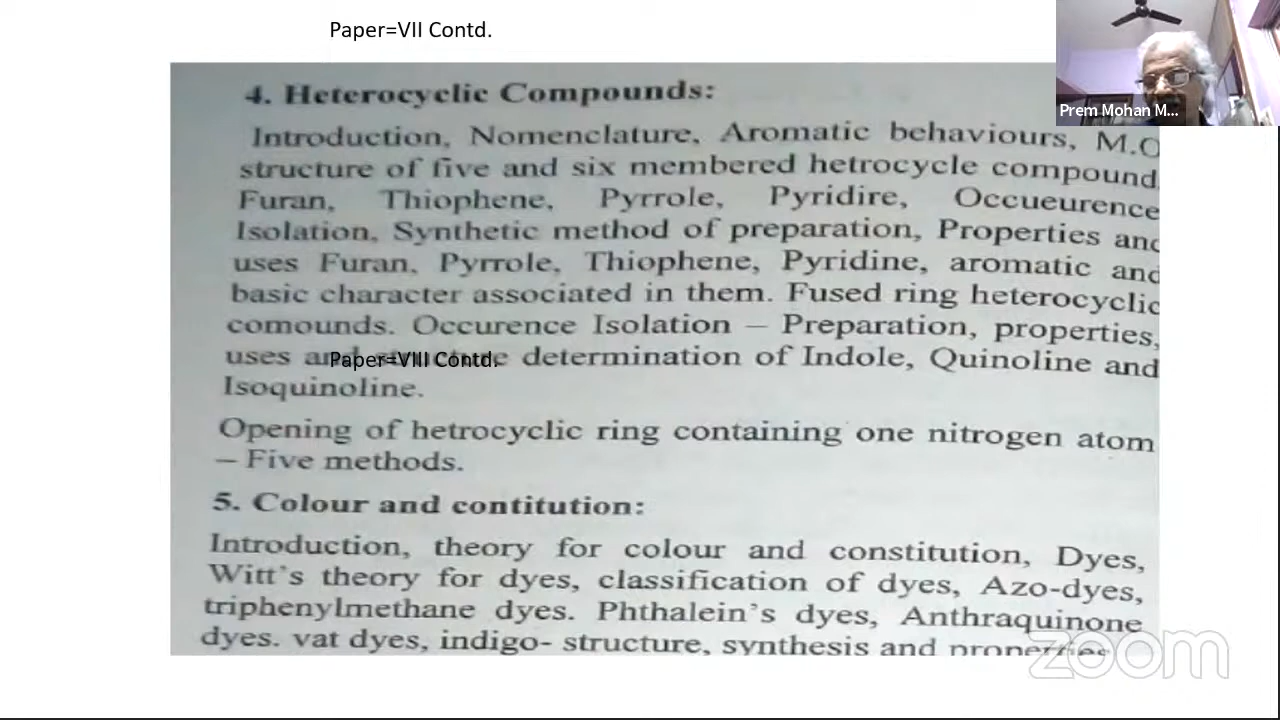 Paper=VII Contd.
Prem Mohan M...
4. Heterocyclic Compounds:
Introduction, Nomenclature, Aromatic behaviours, M.O
structure of five and six membered hetrocycle compound
Furan, Thiophene, Pyrrole, Pyridire, Occueurence
Isolation, Synthetic method of preparation, Properties and
uses Furan, Pyrrole, Thiophene, Pyridine, aromatic and
basic character associated in them. Fused ring heterocyclic
comounds. Occurence Isolation – Preparation, properties,
uses and structure determination of Indole, Quinoline and
Paper=VIII Contd.
Isoquinoline.
Opening of hetrocyclic ring containing one nitrogen atom
– Five methods.
5. Colour and contitution:
Introduction, theory for colour and constitution, Dyes,
Witt's theory for dyes, classification of dyes, Azo-dyes,
triphenylmethane dyes. Phthalein's dyes, Anthraquinone
dyes. vat dyes, indigo- structure, synthesis and properties
zoom